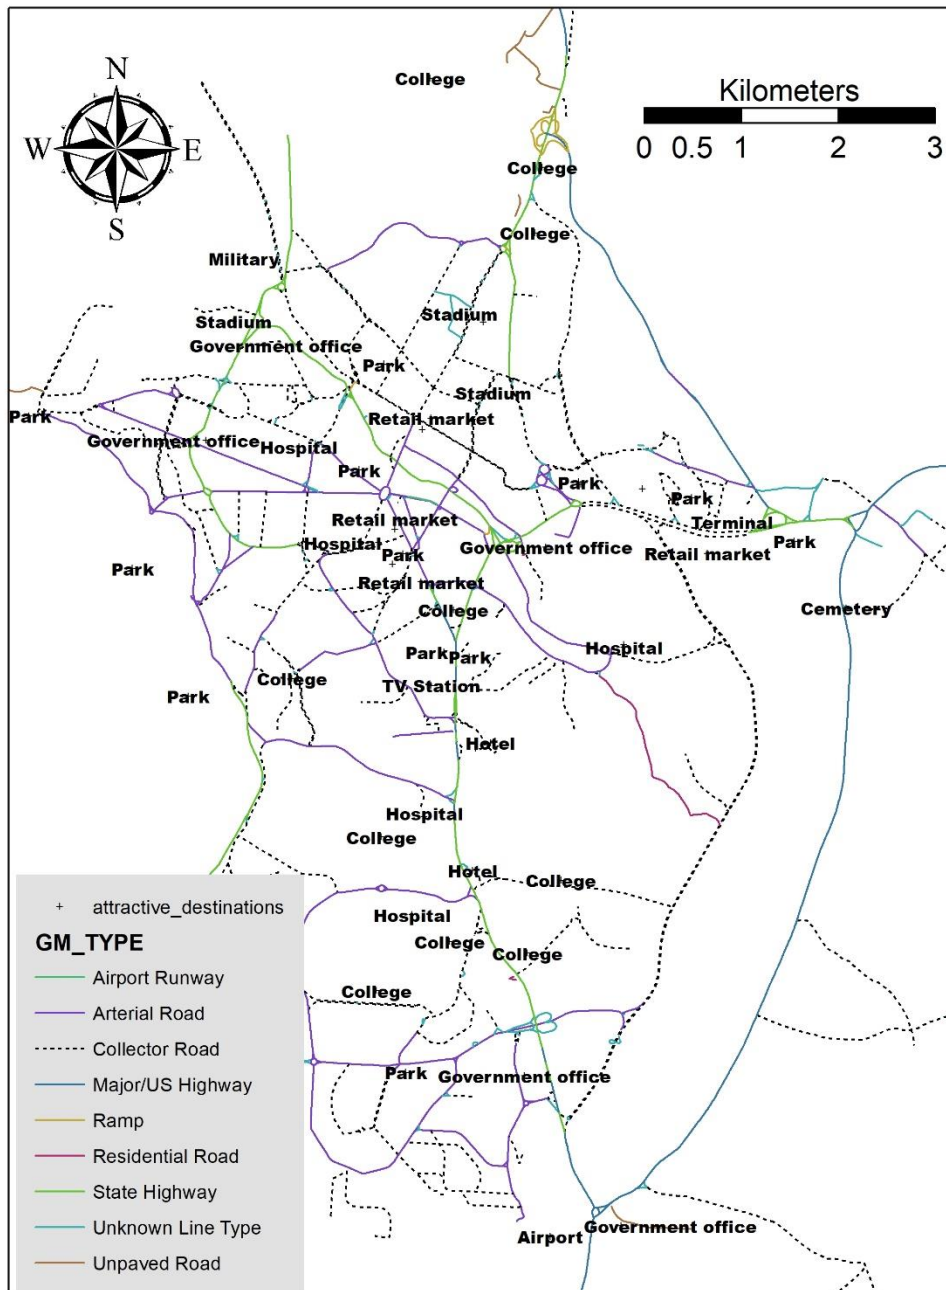 College
Kilometers
N
W E
S
0 0.5 1 2 3
College
College
Military
Stadium
Stadium
Government office
Park
Stadium
Park
Retail market
Government office
Hospital
Park
Park
Park
Retail market
Terminal
Hospital
Government office
Park
Park
Retail market
Park
Retail market
College
Cemetery
Hospital
Park
Park
College
TV Station
Park
Hotel
Hospital
College
Hotel
College
Hospital
College
College
College
Park
Government office
Airport
Government office
attractive_destinations
GM_TYPE
Airport Runway
Arterial Road
Collector Road
Major/US Highway
Ramp
Residential Road
State Highway
Unknown Line Type
Unpaved Road